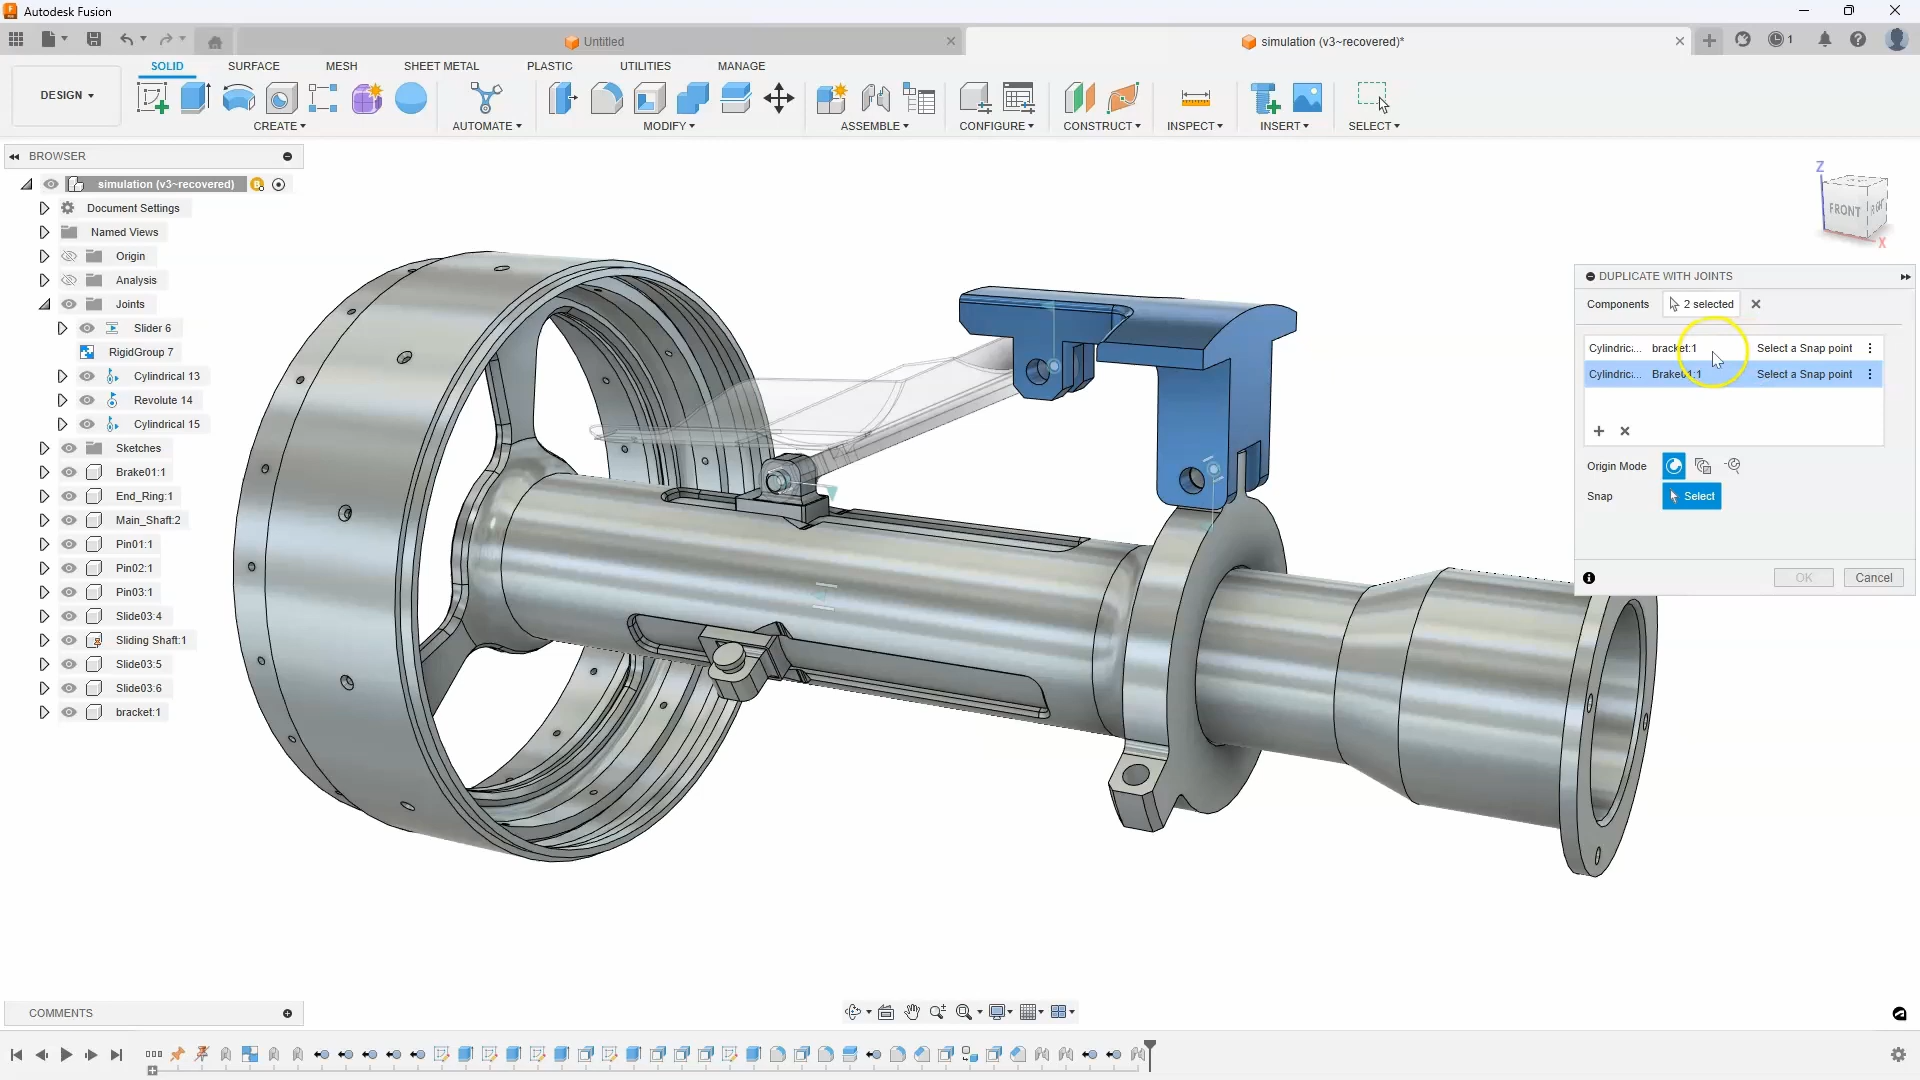 Autodesk Fusion
Untitled
simulation (v3~recovered)*
1
DESIGN
SOLID
SURFACE
MESH
SHEET METAL
PLASTIC
UTILITIES
MANAGE
CREATE
AUTOMATE
MODIFY
ASSEMBLE
CONFIGURE
CONSTRUCT
INSPECT
INSERT
SELECT
BROWSER
simulation (v3~recovered)
Document Settings
Named Views
Origin
Analysis
Joints
Slider 6
RigidGroup 7
Cylindrical 13
Revolute 14
Cylindrical 15
Sketches
Brake01:1
End_Ring:1
Main_Shaft:2
Pin01:1
Pin02:1
Pin03:1
Slide03:4
Sliding Shaft:1
Slide03:5
Slide03:6
bracket:1
Z
FRONT
RIGHT
X
DUPLICATE WITH JOINTS
Components
2 selected
Cylindric... bracket:1 Select a Snap point
Cylindric... Brake01:1 Select a Snap point
Origin Mode
Snap
Select
OK
Cancel
COMMENTS